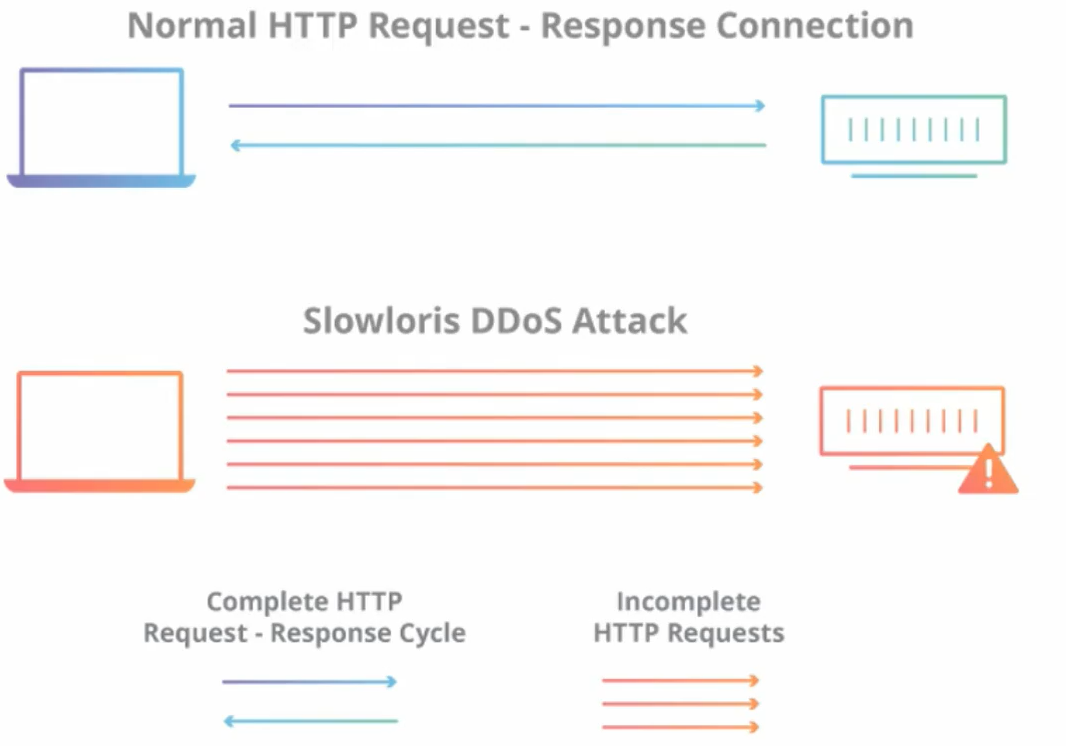 Normal HTTP Request - Response Connection
Slowloris DDoS Attack
Complete HTTP
Request - Response Cycle
Incomplete
HTTP Requests